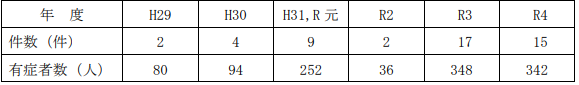 年　度 H29 H30 H31,R 元 R2 R3 R4
件数（件） 2 4 9 2 17 15
有症者数（人） 80 94 252 36 348 342